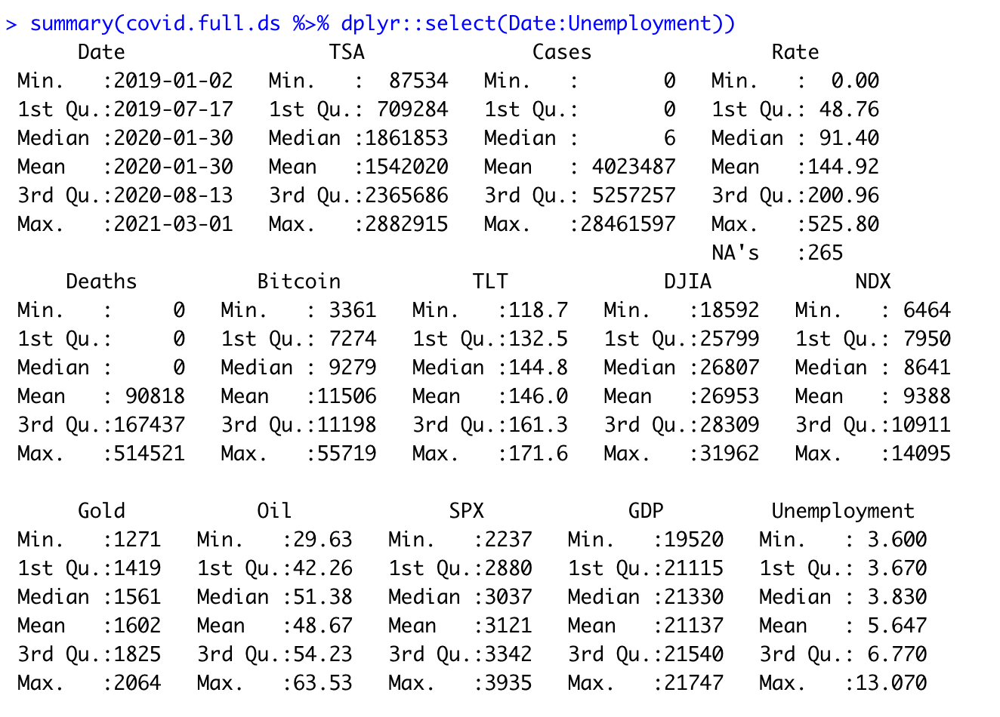 > summary(covid.full.ds %>% dplyr::select(Date:Unemployment))
     Date                 TSA              Cases               Rate
Min.   :2019-01-02   Min.   :  87534   Min.   :       0   Min.   :  0.00
1st Qu.:2019-07-17   1st Qu.: 709284   1st Qu.:       0   1st Qu.: 48.76
Median :2020-01-30   Median :1861853   Median :       6   Median : 91.40
Mean   :2020-01-30   Mean   :1542020   Mean   : 4023487   Mean   :144.92
3rd Qu.:2020-08-13   3rd Qu.:2365686   3rd Qu.: 5257257   3rd Qu.:200.96
Max.   :2021-03-01   Max.   :2882915   Max.   :28461597   Max.   :525.80
                                                          NA's   :265
    Deaths          Bitcoin           TLT             DJIA            NDX
Min.   :     0   Min.   : 3361   Min.   :118.7   Min.   :18592   Min.   : 6464
1st Qu.:     0   1st Qu.: 7274   1st Qu.:132.5   1st Qu.:25799   1st Qu.: 7950
Median :     0   Median : 9279   Median :144.8   Median :26807   Median : 8641
Mean   : 90818   Mean   :11506   Mean   :146.0   Mean   :26953   Mean   : 9388
3rd Qu.:167437   3rd Qu.:11198   3rd Qu.:161.3   3rd Qu.:28309   3rd Qu.:10911
Max.   :514521   Max.   :55719   Max.   :171.6   Max.   :31962   Max.   :14095
     Gold           Oil             SPX            GDP         Unemployment
Min.   :1271   Min.   :29.63   Min.   :2237   Min.   :19520   Min.   : 3.600
1st Qu.:1419   1st Qu.:42.26   1st Qu.:2880   1st Qu.:21115   1st Qu.: 3.670
Median :1561   Median :51.38   Median :3037   Median :21330   Median : 3.830
Mean   :1602   Mean   :48.67   Mean   :3121   Mean   :21137   Mean   : 5.647
3rd Qu.:1825   3rd Qu.:54.23   3rd Qu.:3342   3rd Qu.:21540   3rd Qu.: 6.770
Max.   :2064   Max.   :63.53   Max.   :3935   Max.   :21747   Max.   :13.070